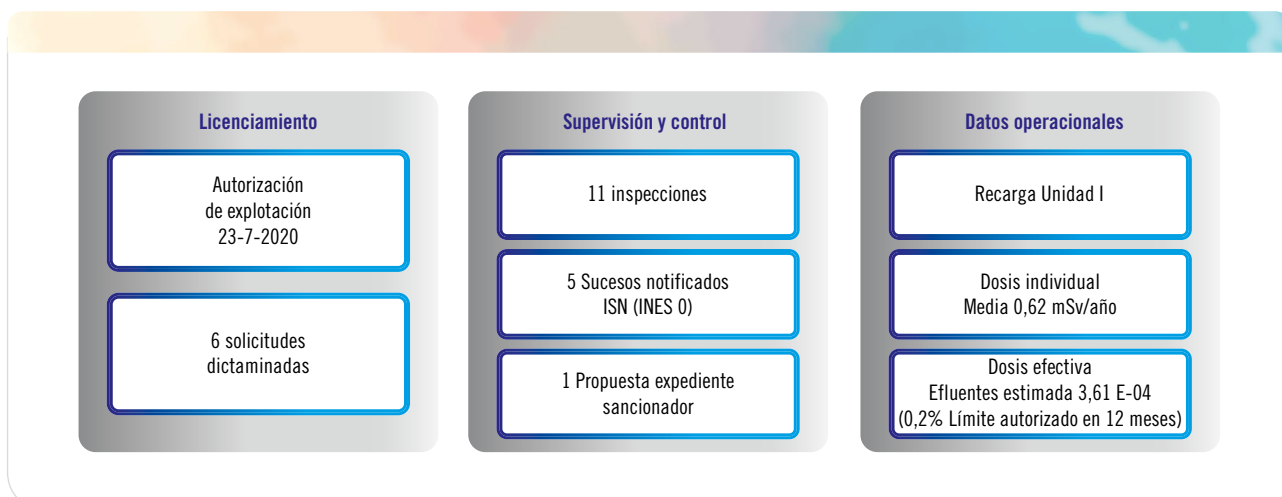 Licenciamiento
Autorización
de explotación
23-7-2020
6 solicitudes
dictaminadas
Supervisión y control
11 inspecciones
5 Sucesos notificados
ISN (INES 0)
1 Propuesta expediente
sancionador
Datos operacionales
Recarga Unidad I
Dosis individual
Media 0,62 mSv/año
Dosis efectiva
Efluentes estimada 3,61 E-04
(0,2% Límite autorizado en 12 meses)